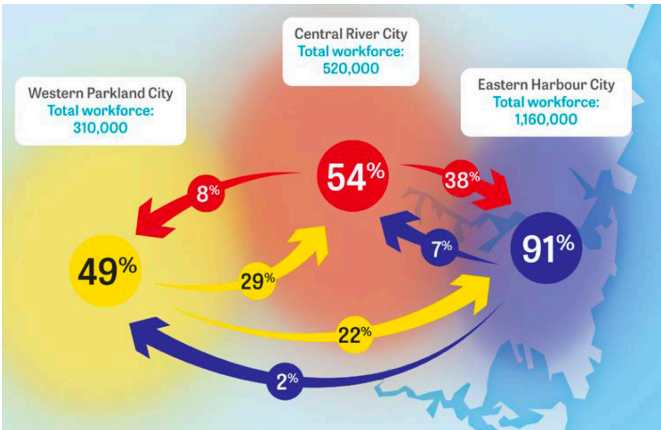 Central River City
Total workforce:
520,000
Western Parkland City
Total workforce:
310,000
Eastern Harbour City
Total workforce:
1,160,000
54%
38%
8%
7%
91%
49%
29%
22%
2%